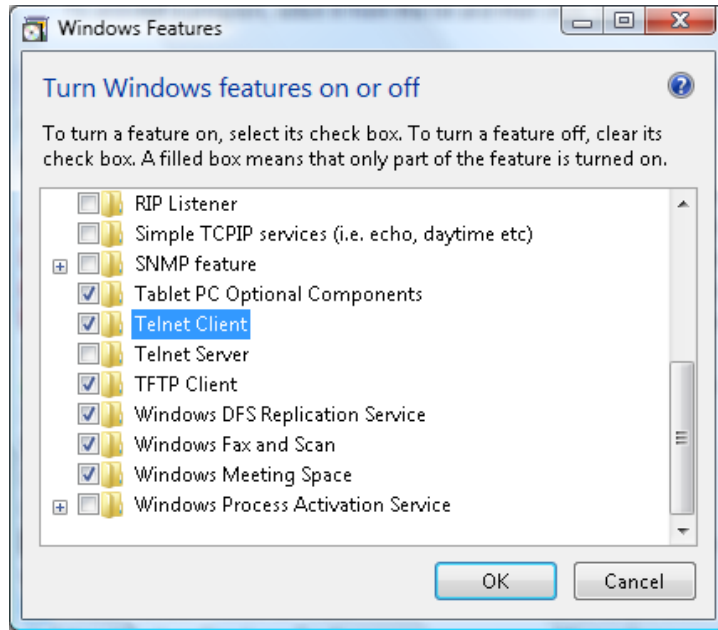 Windows Features
Turn Windows features on or off
To turn a feature on, select its check box. To turn a feature off, clear its
check box. A filled box means that only part of the feature is turned on.
RIP Listener
Simple TCPIP services (i.e. echo, daytime etc)
SNMP feature
Tablet PC Optional Components
Telnet Client
Telnet Server
TFTP Client
Windows DFS Replication Service
Windows Fax and Scan
Windows Meeting Space
Windows Process Activation Service
OK
Cancel